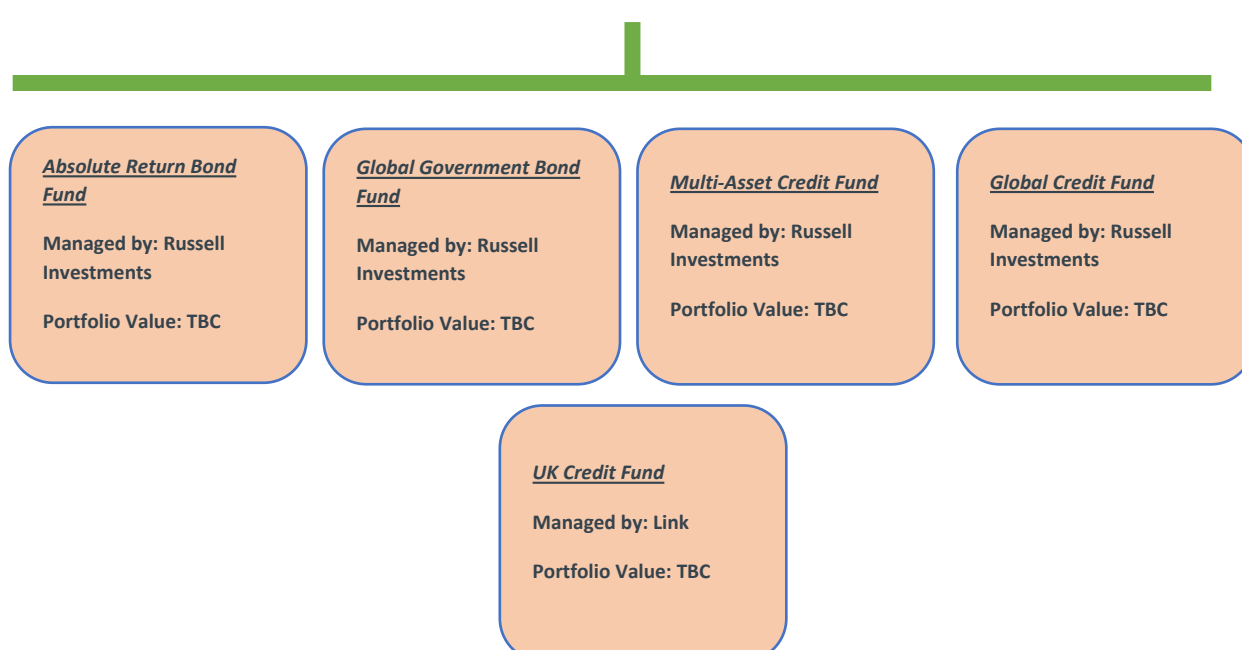 Absolute Return Bond
Fund
Managed by: Russell
Investments
Portfolio Value: TBC
Global Government Bond
Fund
Managed by: Russell
Investments
Portfolio Value: TBC
Multi-Asset Credit Fund
Managed by: Russell
Investments
Portfolio Value: TBC
Global Credit Fund
Managed by: Russell
Investments
Portfolio Value: TBC
UK Credit Fund
Managed by: Link
Portfolio Value: TBC